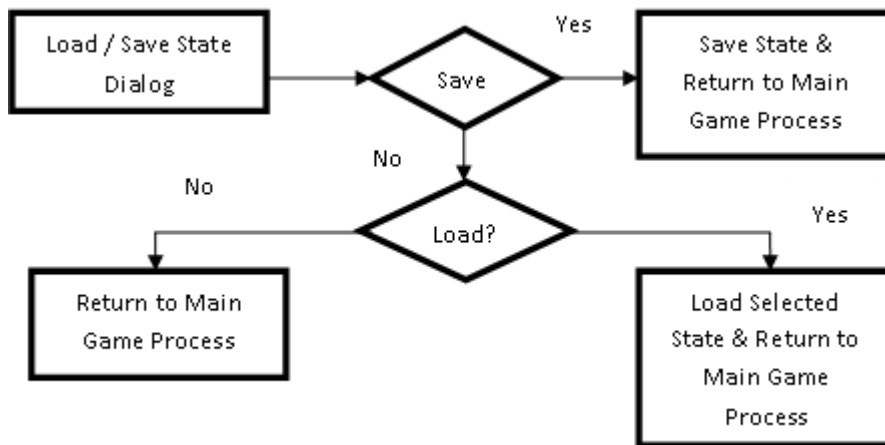 Load / Save State
Dialog
Save
Yes
Save State &
Return to Main
Game Process
No
No
Load?
Yes
Return to Main
Game Process
Load Selected
State & Return to
Main Game
Process